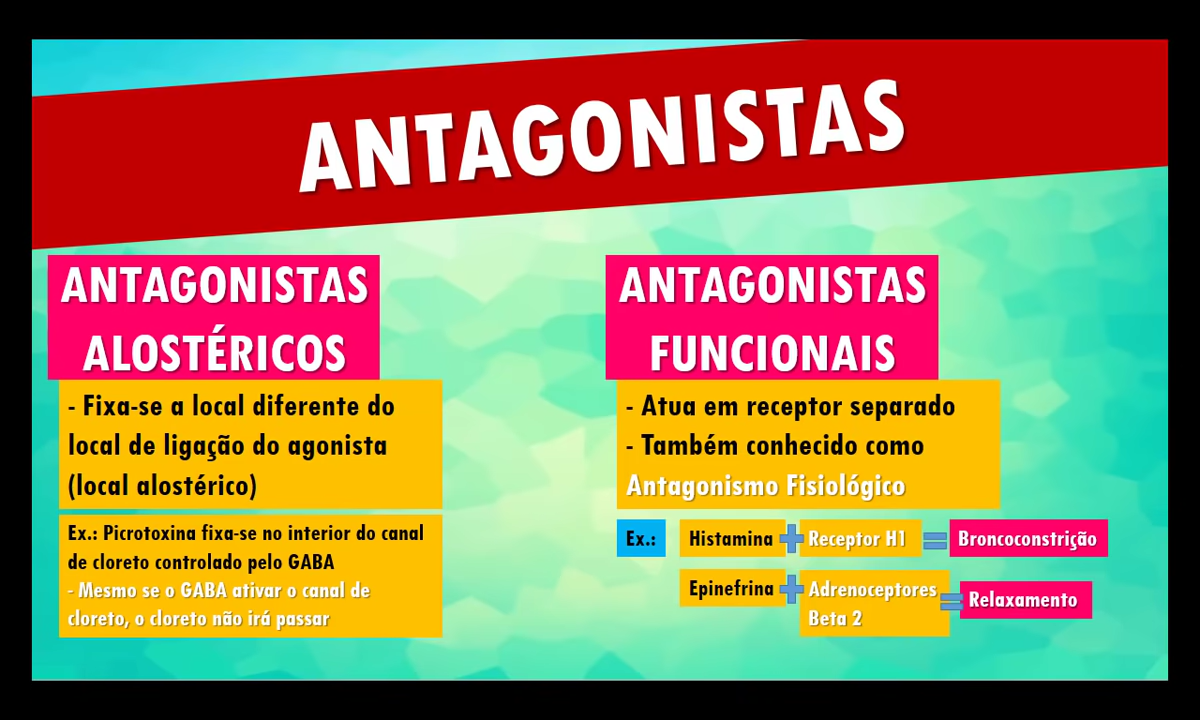 ANTAGONISTAS
ANTAGONISTAS
ALOSTÉRICOS
- Fixa-se a local diferente do
local de ligação do agonista
(local alostérico)
Ex.: Picrotoxina fixa-se no interior do canal
de cloreto controlado pelo GABA
- Mesmo se o GABA ativar o canal de
cloreto, o cloreto não irá passar
ANTAGONISTAS
FUNCIONAIS
- Atua em receptor separado
- Também conhecido como
Antagonismo Fisiológico
Ex.: Histamina + Receptor H1 = Broncoconstrição
Epinefrina + Adrenoceptores
Beta 2 = Relaxamento